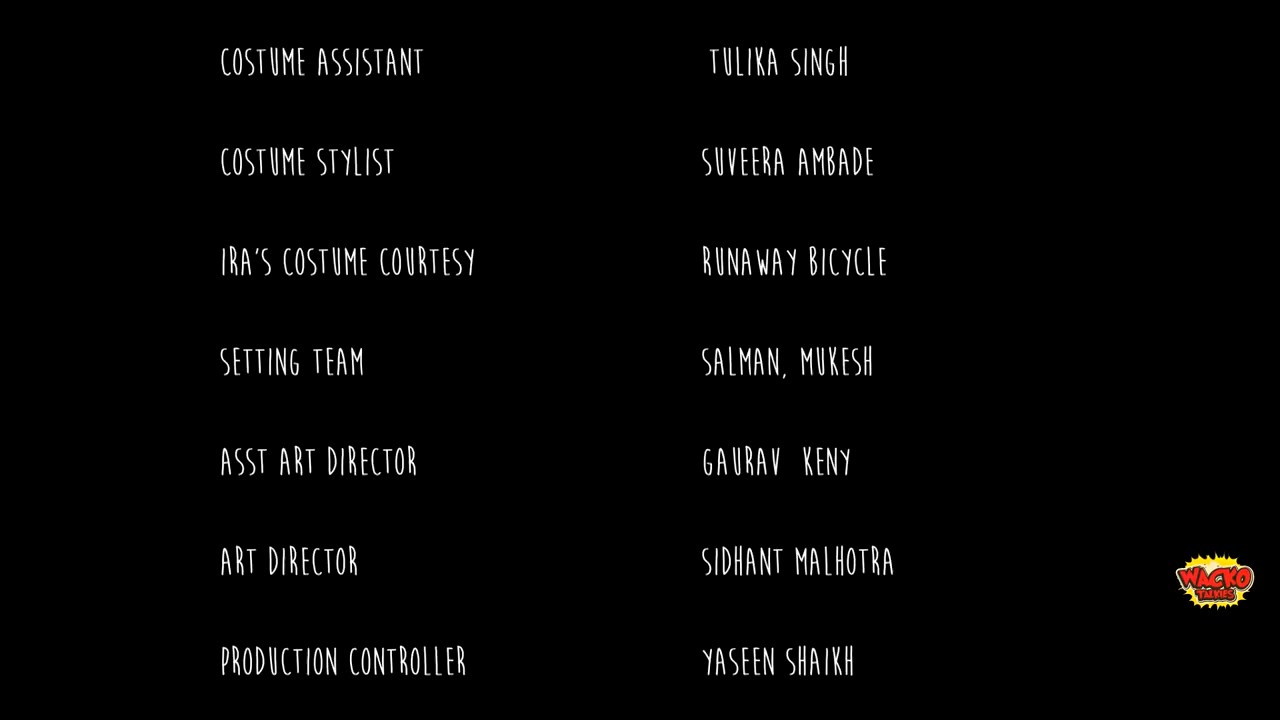 COSTUME ASSISTANT TULIKA SINGH
COSTUME STYLIST SUVEERA AMBADE
IRA'S COSTUME COURTESY RUNAWAY BICYCLE
SETTING TEAM SALMAN, MUKESH
ASST ART DIRECTOR GAURAV KENY
ART DIRECTOR SIDHANT MALHOTRA
WACKO
TALKIES
PRODUCTION CONTROLLER YASEEN SHAIKH